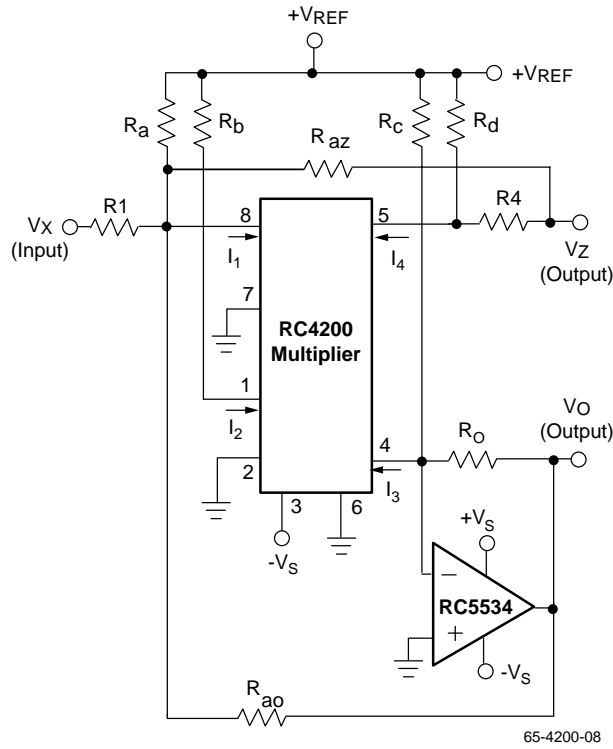 +VREF
+VREF
Ra
Rb
Rc
Rd
Raz
R1
R4
VX
(Input)
8
5
I1
I4
VZ
(Output)
7
RC4200
Multiplier
1
I2
VO
(Output)
4
RO
2
I3
3
6
-VS
+VS
−
RC5534
+
-VS
Rao
65-4200-08